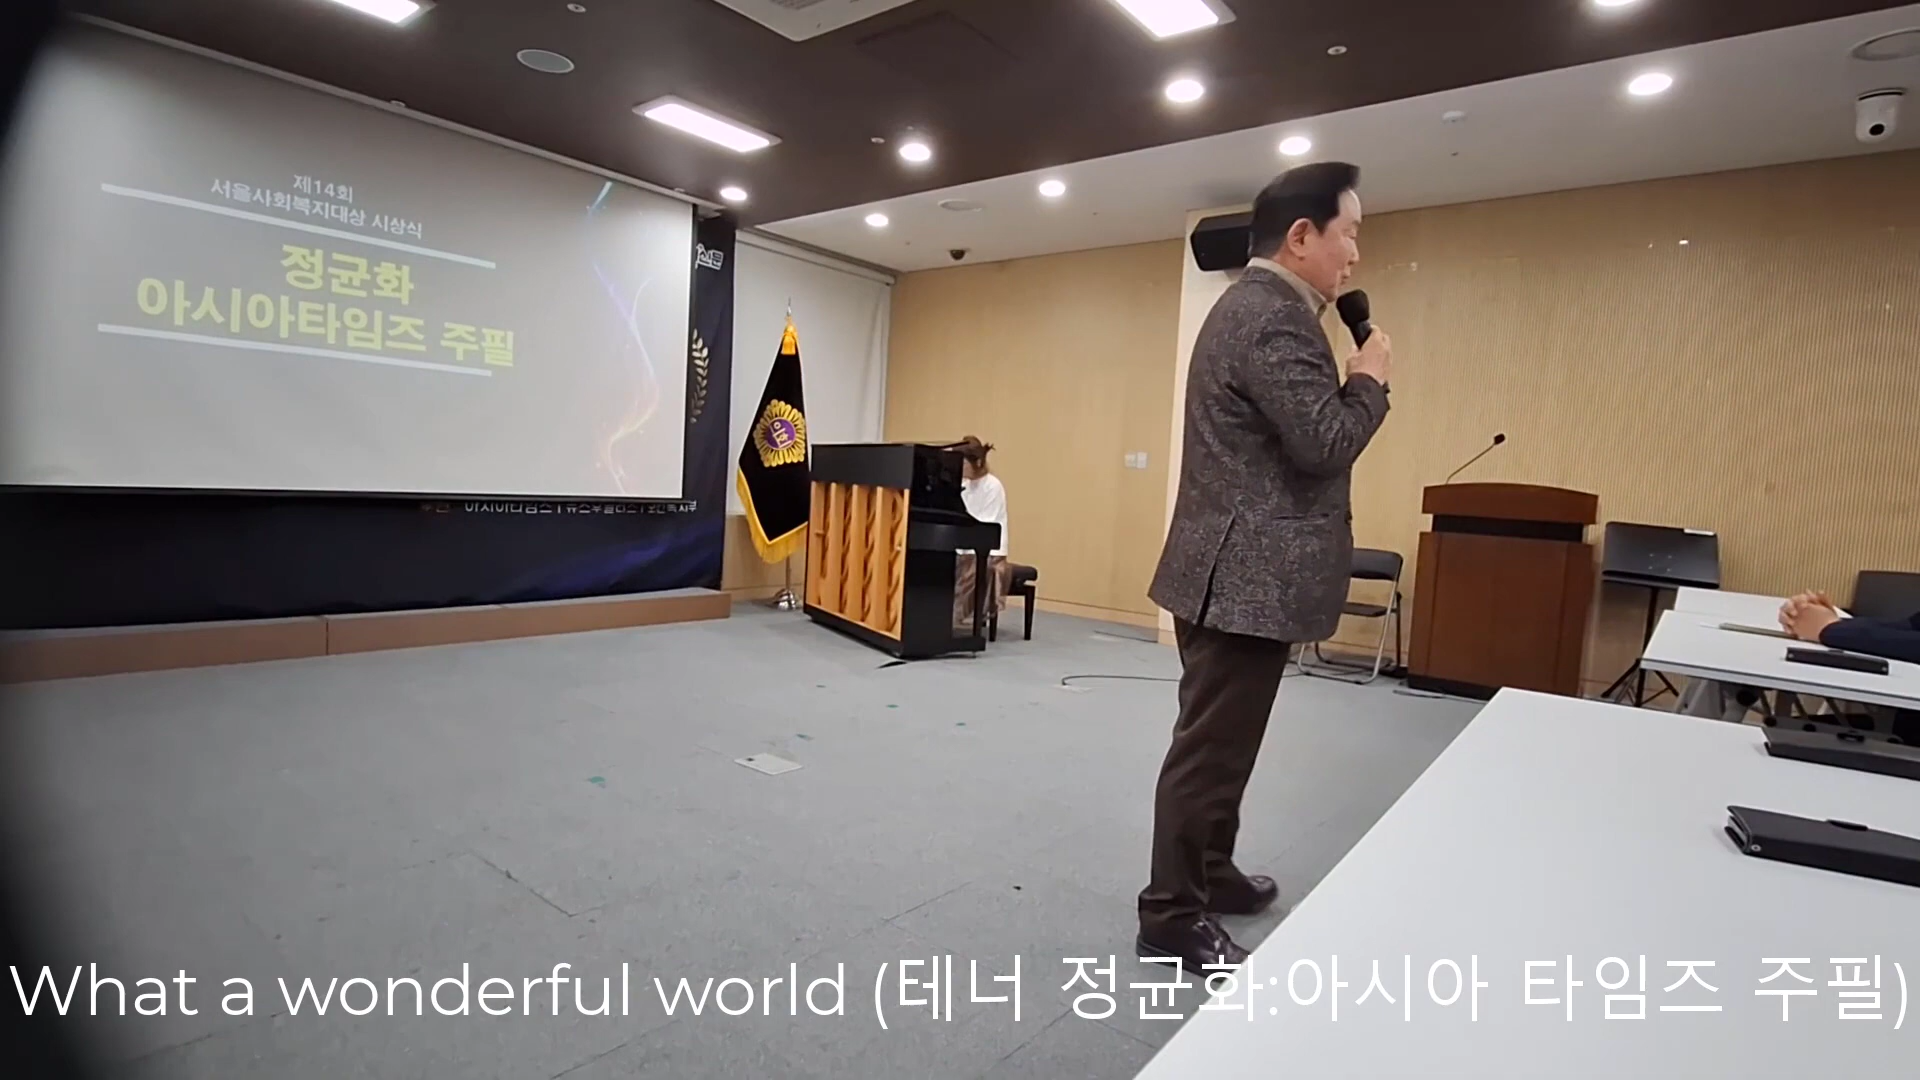 제14회
서울사회복지대상 시상식
정균화
아시아타임즈 주필
의회
What a wonderful world (테너 정균화:아시아 타임즈 주필)